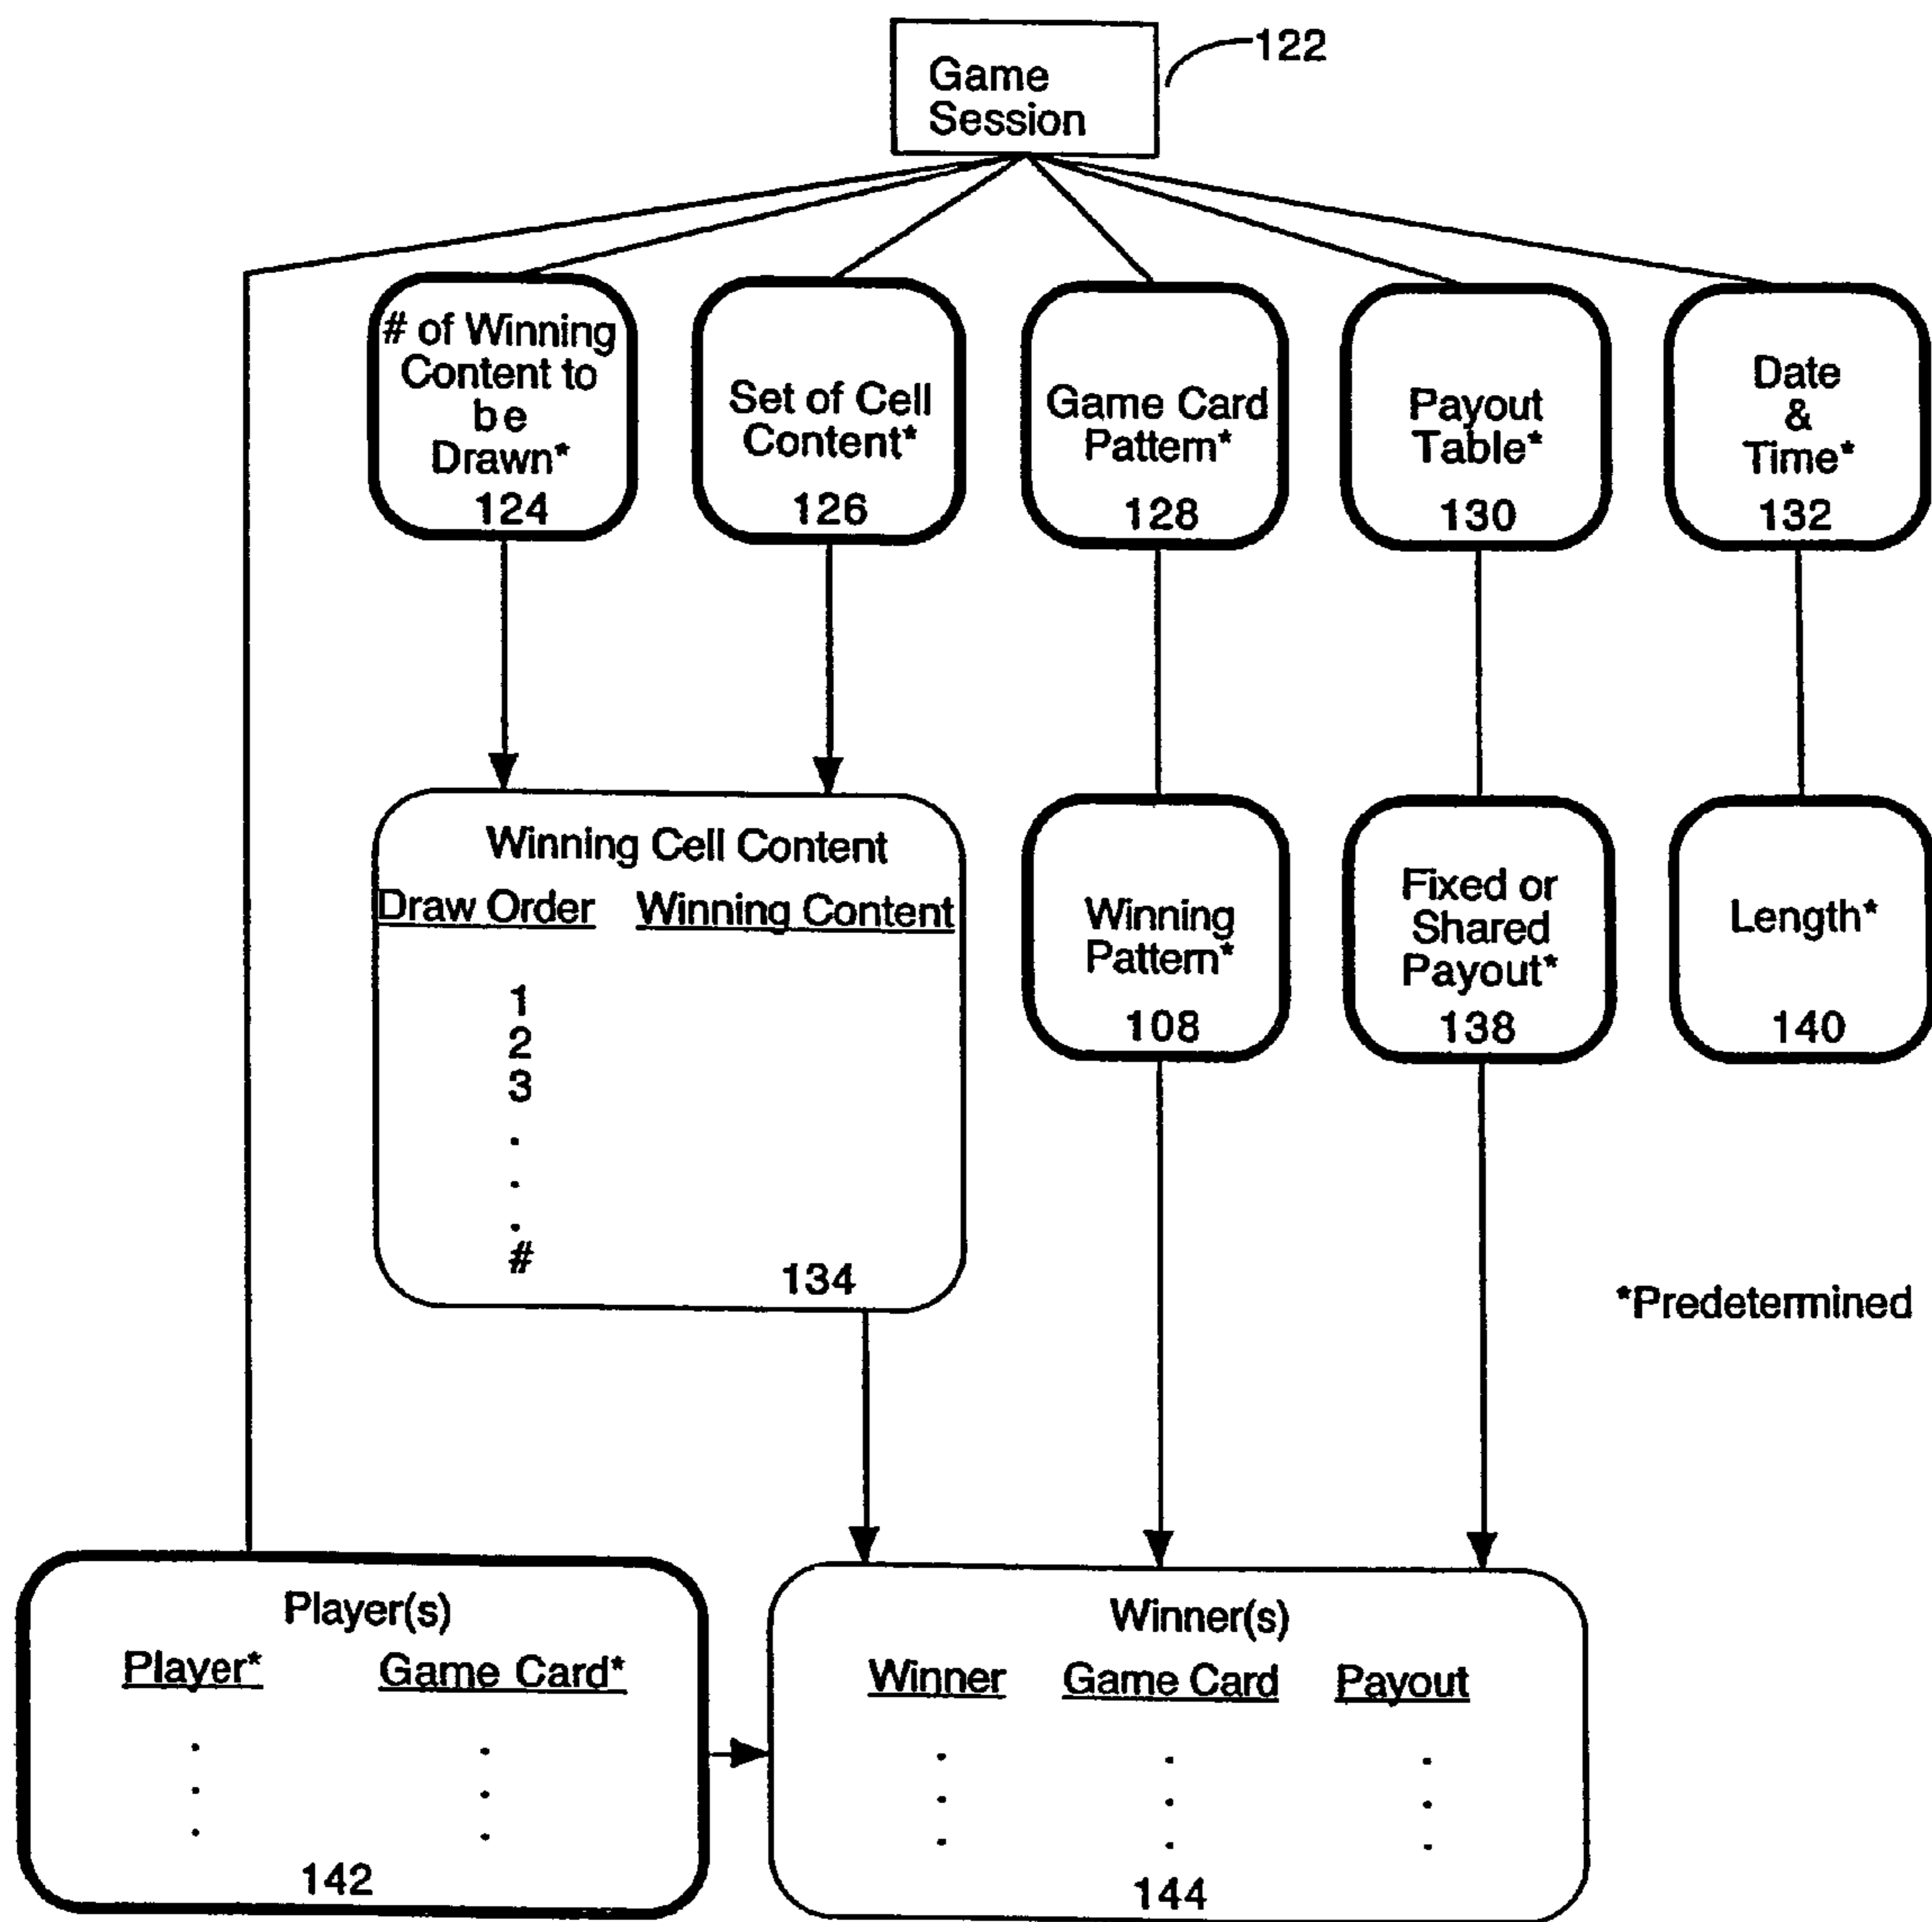 Game
Session
122
# of Winning
Content to
be
Drawn*
124
Set of Cell
Content*
126
Game Card
Pattern*
128
Payout
Table*
130
Date
&
Time*
132
Winning Cell Content
Draw Order Winning Content
1
2
3
.
.
.
#
134
Winning
Pattern*
108
Fixed or
Shared
Payout*
138
Length*
140
*Predetermined
Player(s)
Player* Game Card*
. .
. .
. .
142
Winner(s)
Winner Game Card Payout
. . .
. . .
. . .
144